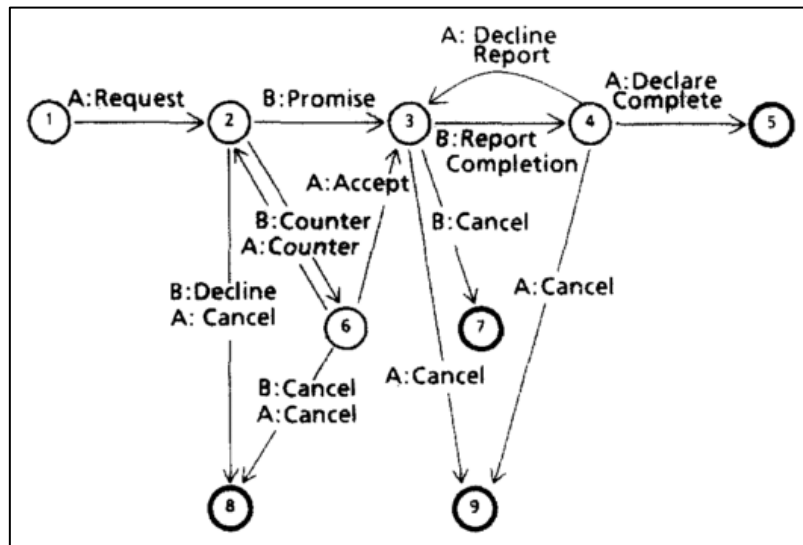 A: Decline
Report
A:Request
B:Promise
A:Declare
Complete
1
2
3
4
5
B:Report
Completion
A:Accept
B:Counter
A:Counter
B:Cancel
B:Decline
A: Cancel
A:Cancel
6
7
A:Cancel
B:Cancel
A:Cancel
8
9